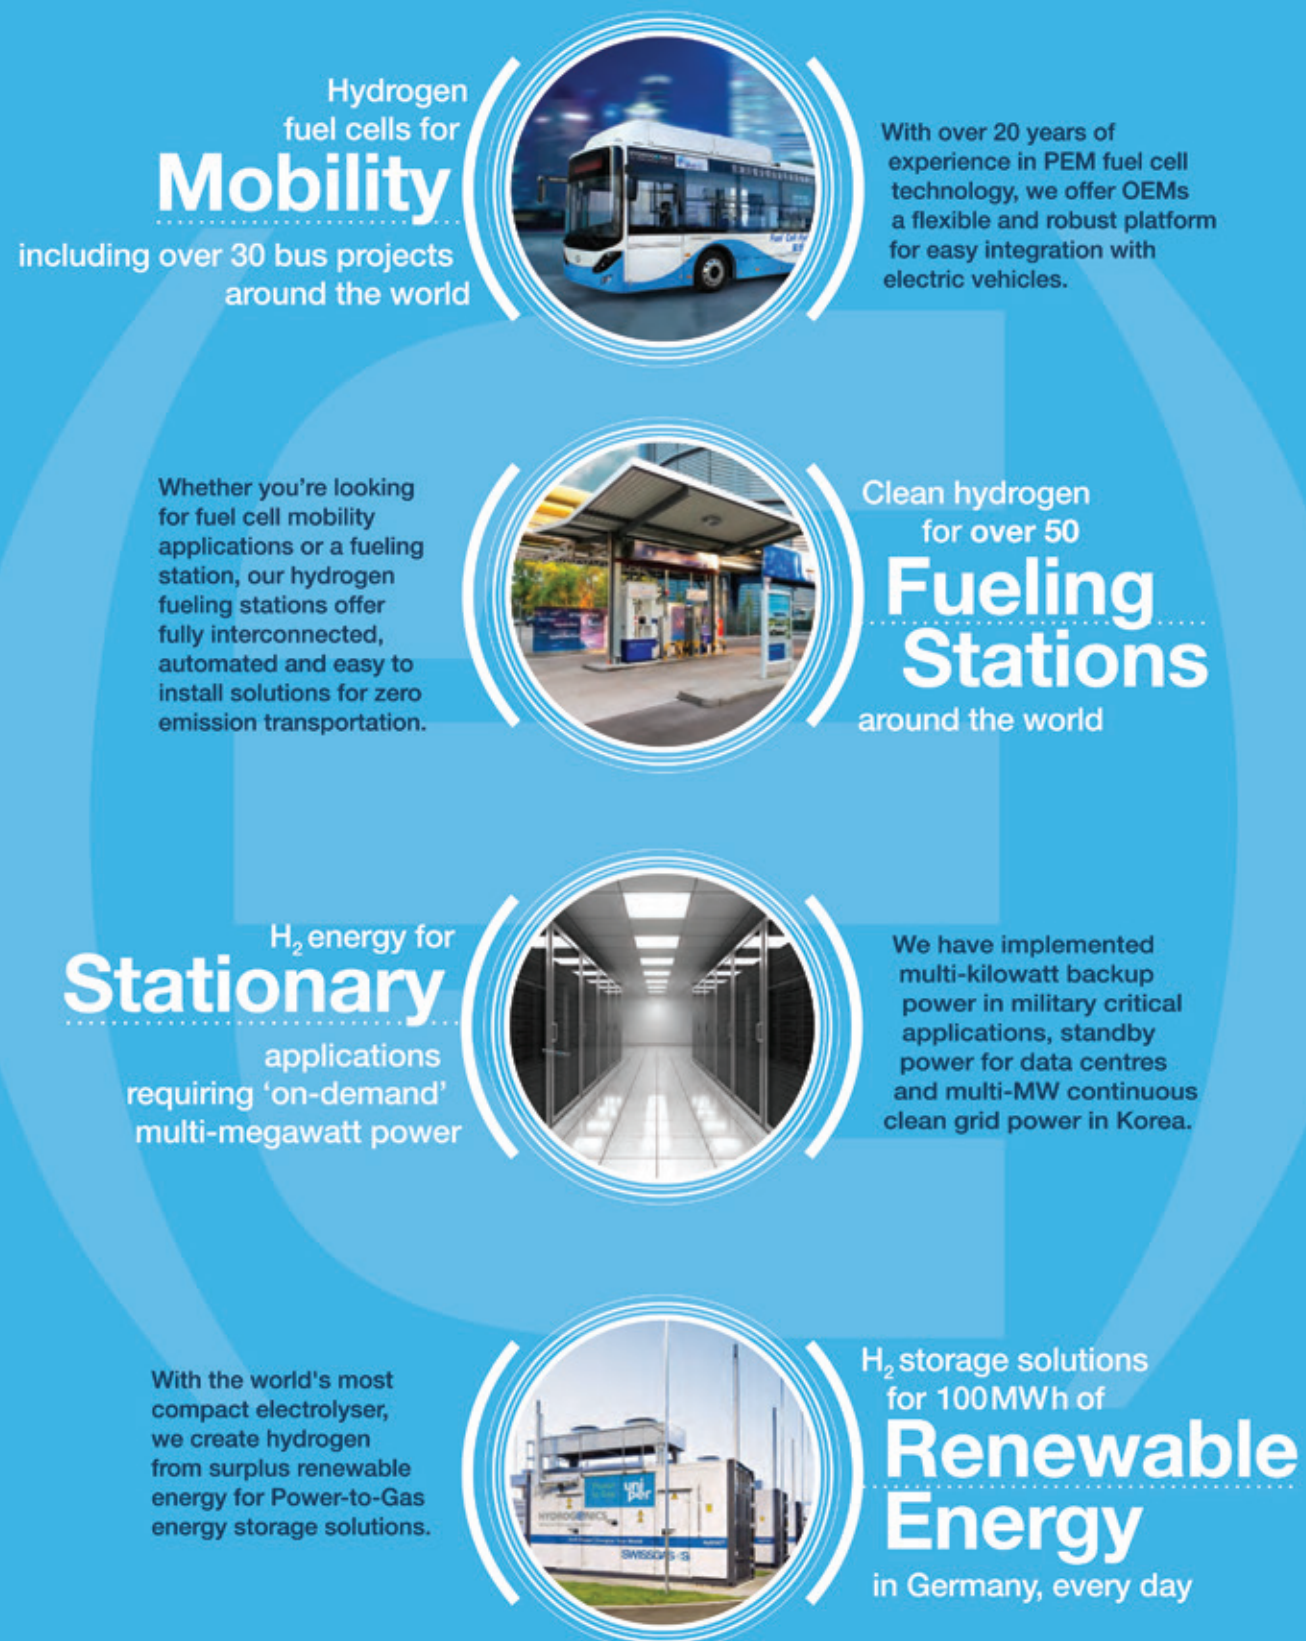 Hydrogen
fuel cells for
Mobility
including over 30 bus projects
around the world
With over 20 years of
experience in PEM fuel cell
technology, we offer OEMs
a flexible and robust platform
for easy integration with
electric vehicles.
Whether you're looking
for fuel cell mobility
applications or a fueling
station, our hydrogen
fueling stations offer
fully interconnected,
automated and easy to
install solutions for zero
emission transportation.
Clean hydrogen
for over 50
Fueling
Stations
around the world
H₂ energy for
Stationary
applications
requiring ‘on-demand’
multi-megawatt power
We have implemented
multi-kilowatt backup
power in military critical
applications, standby
power for data centres
and multi-MW continuous
clean grid power in Korea.
With the world's most
compact electrolyser,
we create hydrogen
from surplus renewable
energy for Power-to-Gas
energy storage solutions.
uni
per
HYDROGENICS
SWISSGAS
H₂ storage solutions
for 100MWh of
Renewable
Energy
in Germany, every day